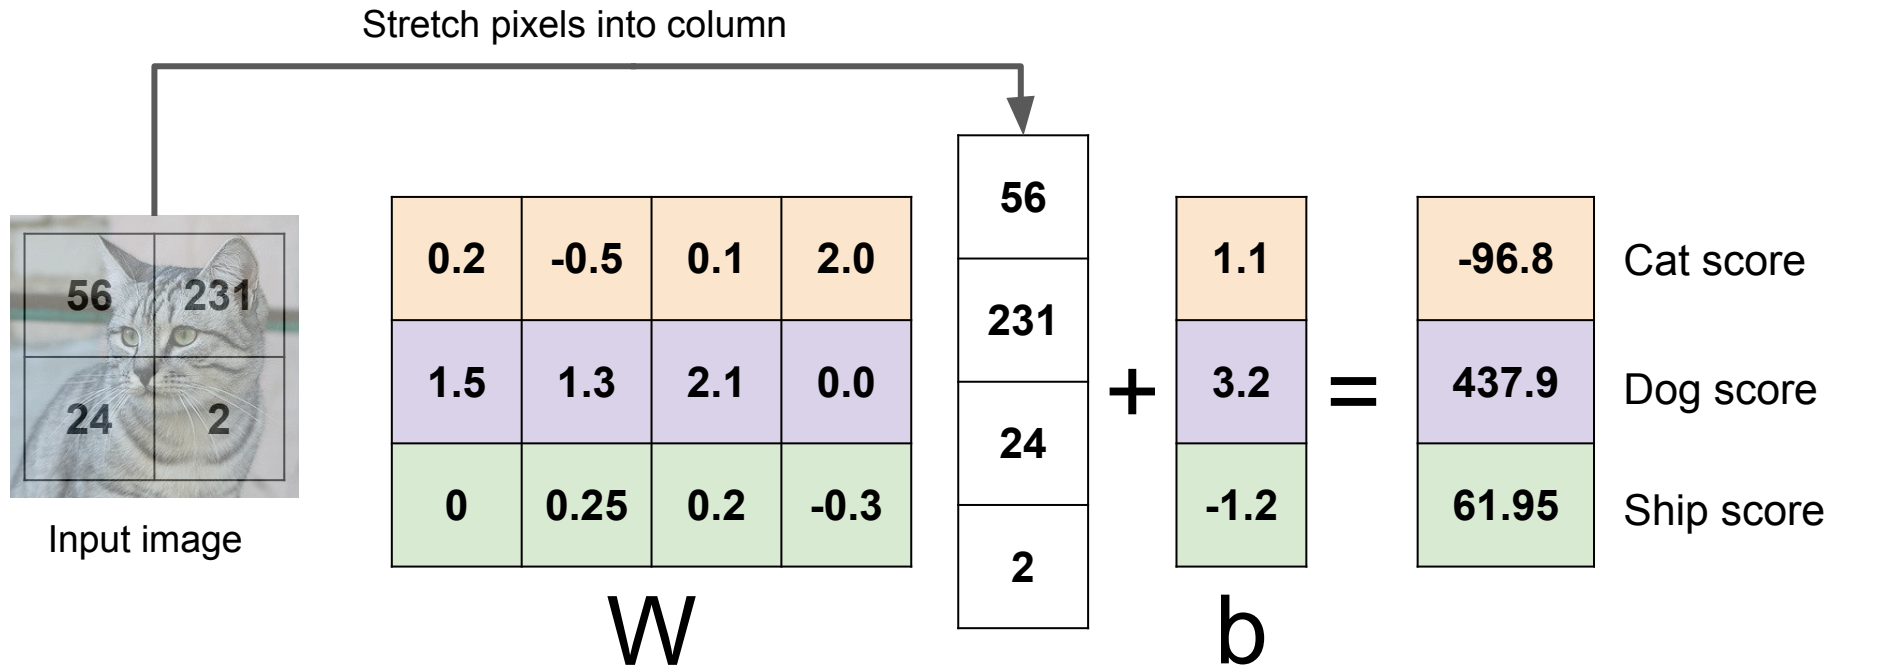 Stretch pixels into column
56 231
24 2
Input image
0.2 -0.5 0.1 2.0
1.5 1.3 2.1 0.0
0 0.25 0.2 -0.3
W
56
231
24
2
+
1.1
3.2
-1.2
b
=
-96.8 Cat score
437.9 Dog score
61.95 Ship score